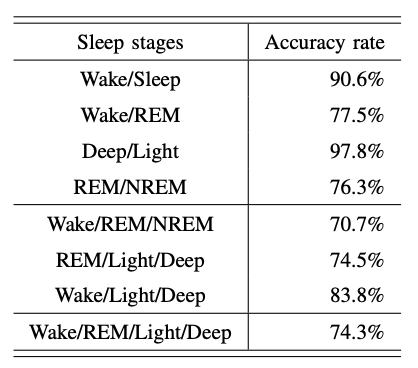 Sleep stages Accuracy rate
Wake/Sleep 90.6%
Wake/REM 77.5%
Deep/Light 97.8%
REM/NREM 76.3%
Wake/REM/NREM 70.7%
REM/Light/Deep 74.5%
Wake/Light/Deep 83.8%
Wake/REM/Light/Deep 74.3%